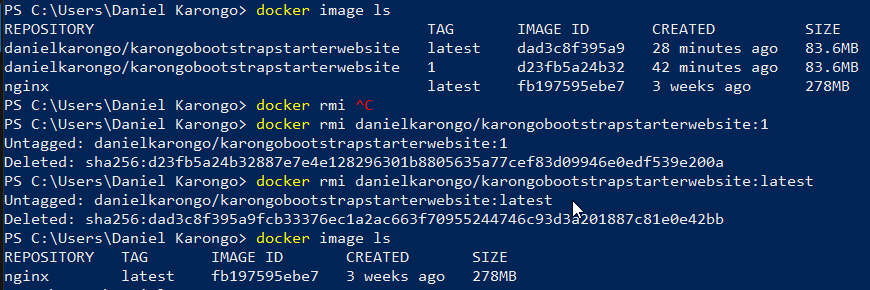 PS C:\Users\Daniel Karongo> docker image ls
REPOSITORY TAG IMAGE ID CREATED SIZE
danielkarongo/karongobootstrapstarterwebsite latest dad3c8f395a9 28 minutes ago 83.6MB
danielkarongo/karongobootstrapstarterwebsite 1 d23fb5a24b32 42 minutes ago 83.6MB
nginx latest fb197595ebe7 3 weeks ago 278MB
PS C:\Users\Daniel Karongo> docker rmi ^C
PS C:\Users\Daniel Karongo> docker rmi danielkarongo/karongobootstrapstarterwebsite:1
Untagged: danielkarongo/karongobootstrapstarterwebsite:1
Deleted: sha256:d23fb5a24b32887e7e4e128296301b8805635a77cef83d09946e0edf539e200a
PS C:\Users\Daniel Karongo> docker rmi danielkarongo/karongobootstrapstarterwebsite:latest
Untagged: danielkarongo/karongobootstrapstarterwebsite:latest
Deleted: sha256:dad3c8f395a9fcb33376ec1a2ac663f70955244746c93d3a201887c81e0e42bb
PS C:\Users\Daniel Karongo> docker image ls
REPOSITORY TAG IMAGE ID CREATED SIZE
nginx latest fb197595ebe7 3 weeks ago 278MB